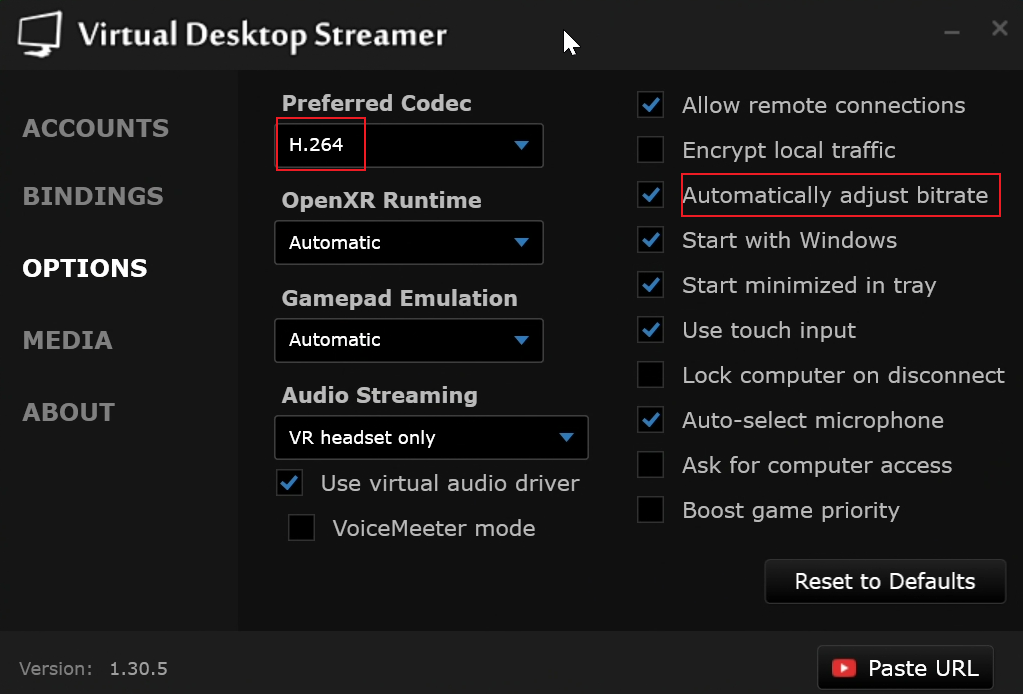 Virtual Desktop Streamer
ACCOUNTS
BINDINGS
OPTIONS
MEDIA
ABOUT
Preferred Codec
H.264
OpenXR Runtime
Automatic
Gamepad Emulation
Automatic
Audio Streaming
VR headset only
Use virtual audio driver
VoiceMeeter mode
Allow remote connections
Encrypt local traffic
Automatically adjust bitrate
Start with Windows
Start minimized in tray
Use touch input
Lock computer on disconnect
Auto-select microphone
Ask for computer access
Boost game priority
Reset to Defaults
Version: 1.30.5
Paste URL